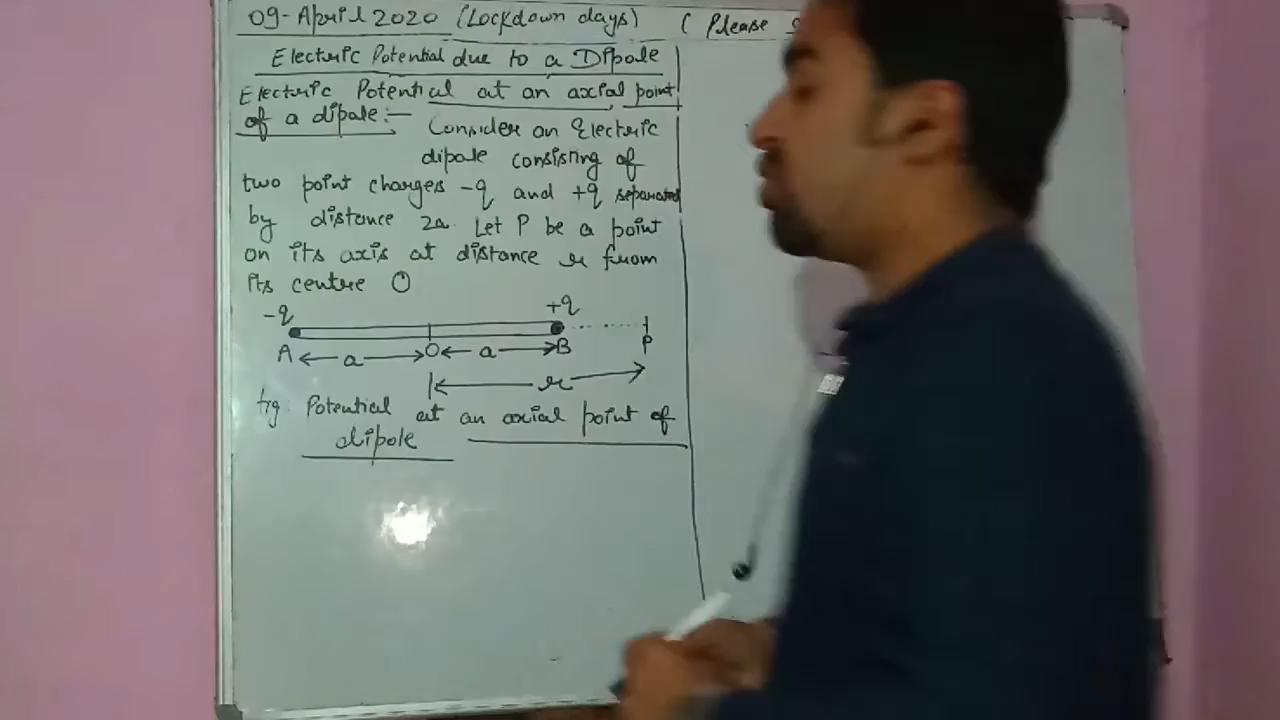 09-April 2020 (Lockdown days) ( Please
Electric Potential due to a Dipole
Electric Potential at an axial point
of a dipole:-
Consider an Electric
dipole consisting of
two point charges -q and +q separated
by distance 2a. Let P be a point
on its axis at distance r from
its centre O
-q +q
A a O a B P
r
fig: Potential at an axial point of
dipole